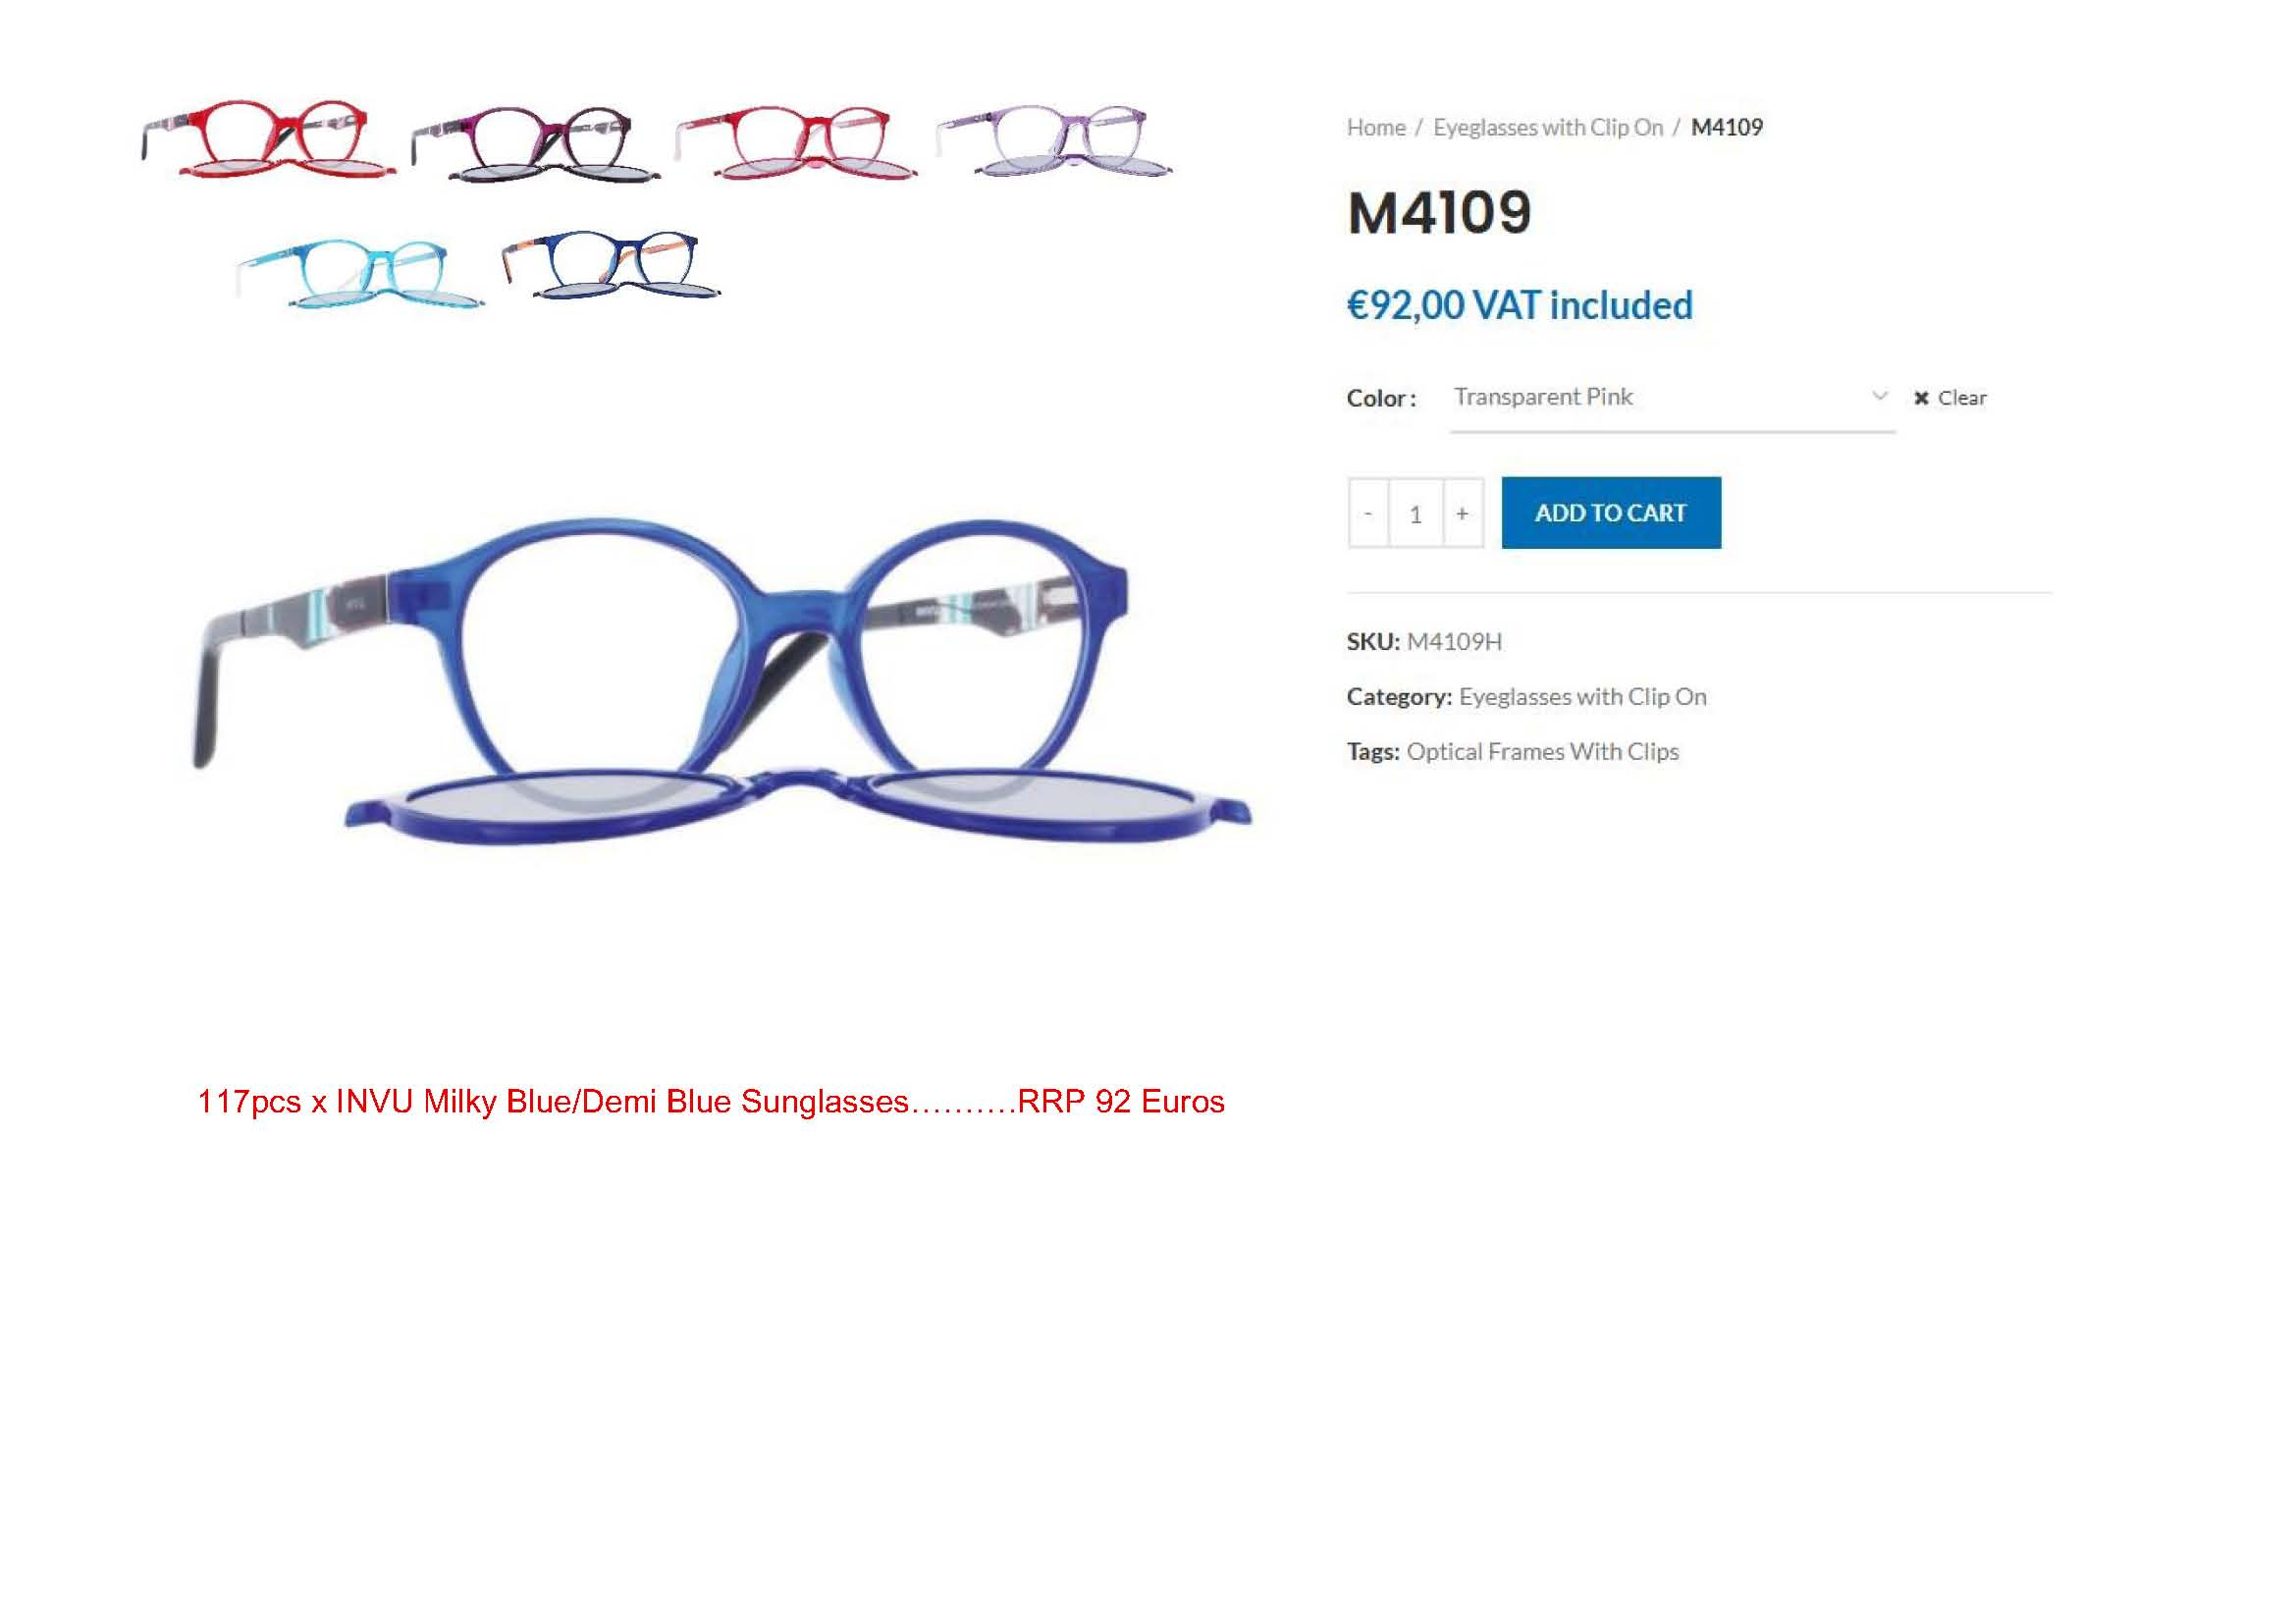 Home / Eyeglasses with Clip On / M4109
M4109
€92,00 VAT included
Color: Transparent Pink Clear
- 1 + ADD TO CART
SKU: M4109H
Category: Eyeglasses with Clip On
Tags: Optical Frames With Clips
117pcs x INVU Milky Blue/Demi Blue Sunglasses..........RRP 92 Euros